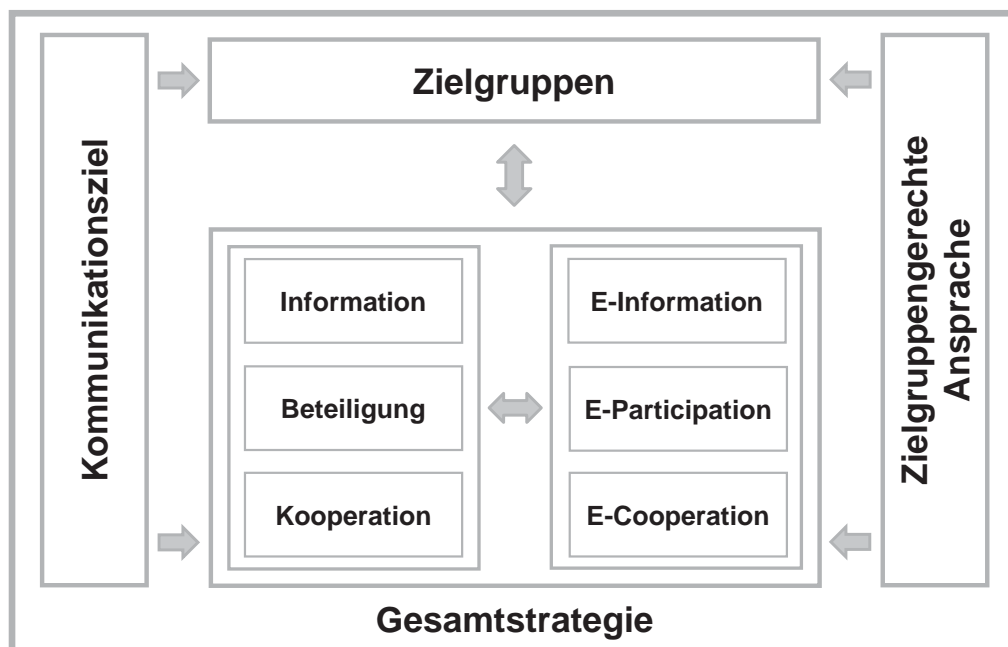 Kommunikationsziel
Zielgruppen
Information
Beteiligung
Kooperation
E-Information
E-Participation
E-Cooperation
Zielgruppengerechte
Ansprache
Gesamtstrategie